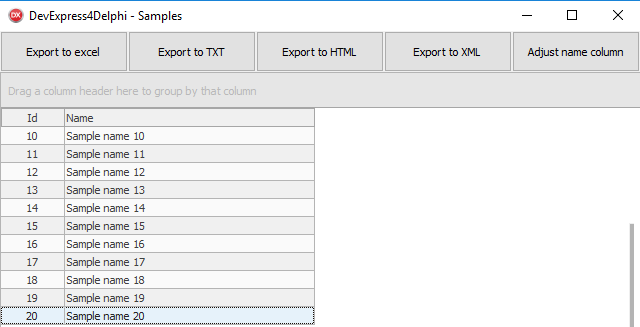 DX DevExpress4Delphi - Samples
Export to excel Export to TXT Export to HTML Export to XML Adjust name column
Drag a column header here to group by that column
Id Name
10 Sample name 10
11 Sample name 11
12 Sample name 12
13 Sample name 13
14 Sample name 14
15 Sample name 15
16 Sample name 16
17 Sample name 17
18 Sample name 18
19 Sample name 19
20 Sample name 20